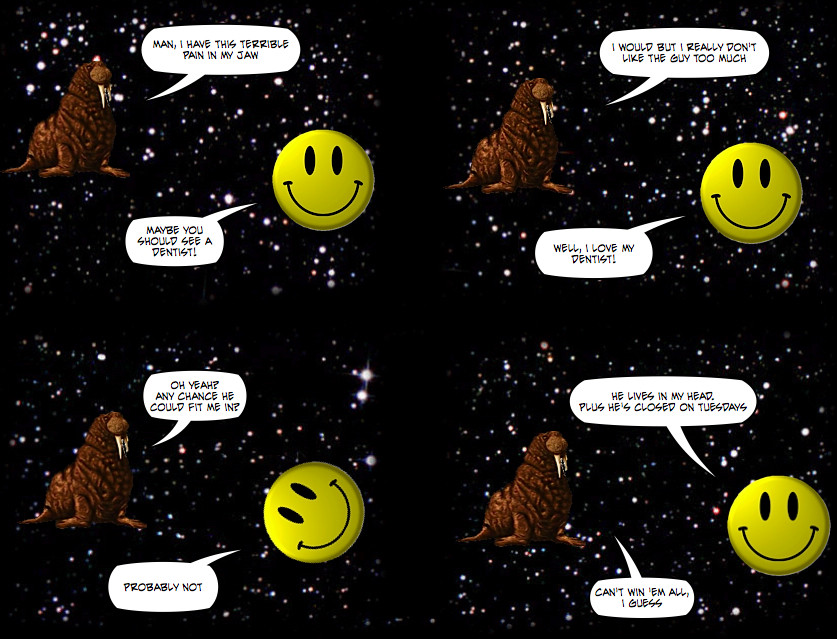 MAN, I HAVE THIS TERRIBLE
PAIN IN MY JAW
MAYBE YOU
SHOULD SEE A
DENTIST!
I WOULD BUT I REALLY DON'T
LIKE THE GUY TOO MUCH
WELL, I LOVE MY
DENTIST!
OH YEAH?
ANY CHANCE HE
COULD FIT ME IN?
PROBABLY NOT
HE LIVES IN MY HEAD.
PLUS HE'S CLOSED ON TUESDAYS
CAN'T WIN 'EM ALL,
I GUESS